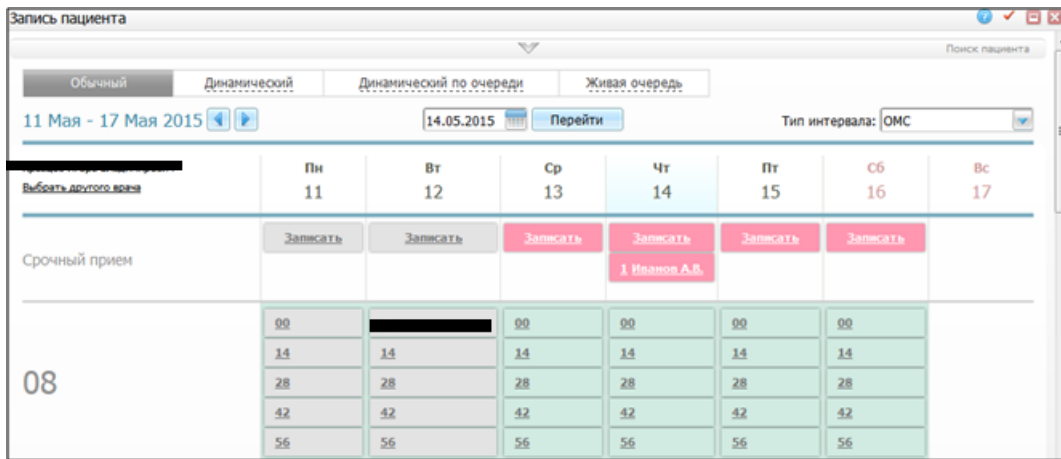 Запись пациента
Поиск пациента
Обычный Динамический Динамический по очереди Живая очередь
11 Мая - 17 Мая 2015 14.05.2015 Перейти Тип интервала: ОМС
Пн Вт Ср Чт Пт Сб Вс
Выбрать другого врача
11 12 13 14 15 16 17
Записать Записать Записать Записать Записать Записать
Срочный прием
1 Иванов А.В.
00 00 00 00 00
14 14 14 14 14 14
08
28 28 28 28 28 28
42 42 42 42 42 42
56 56 56 56 56 56